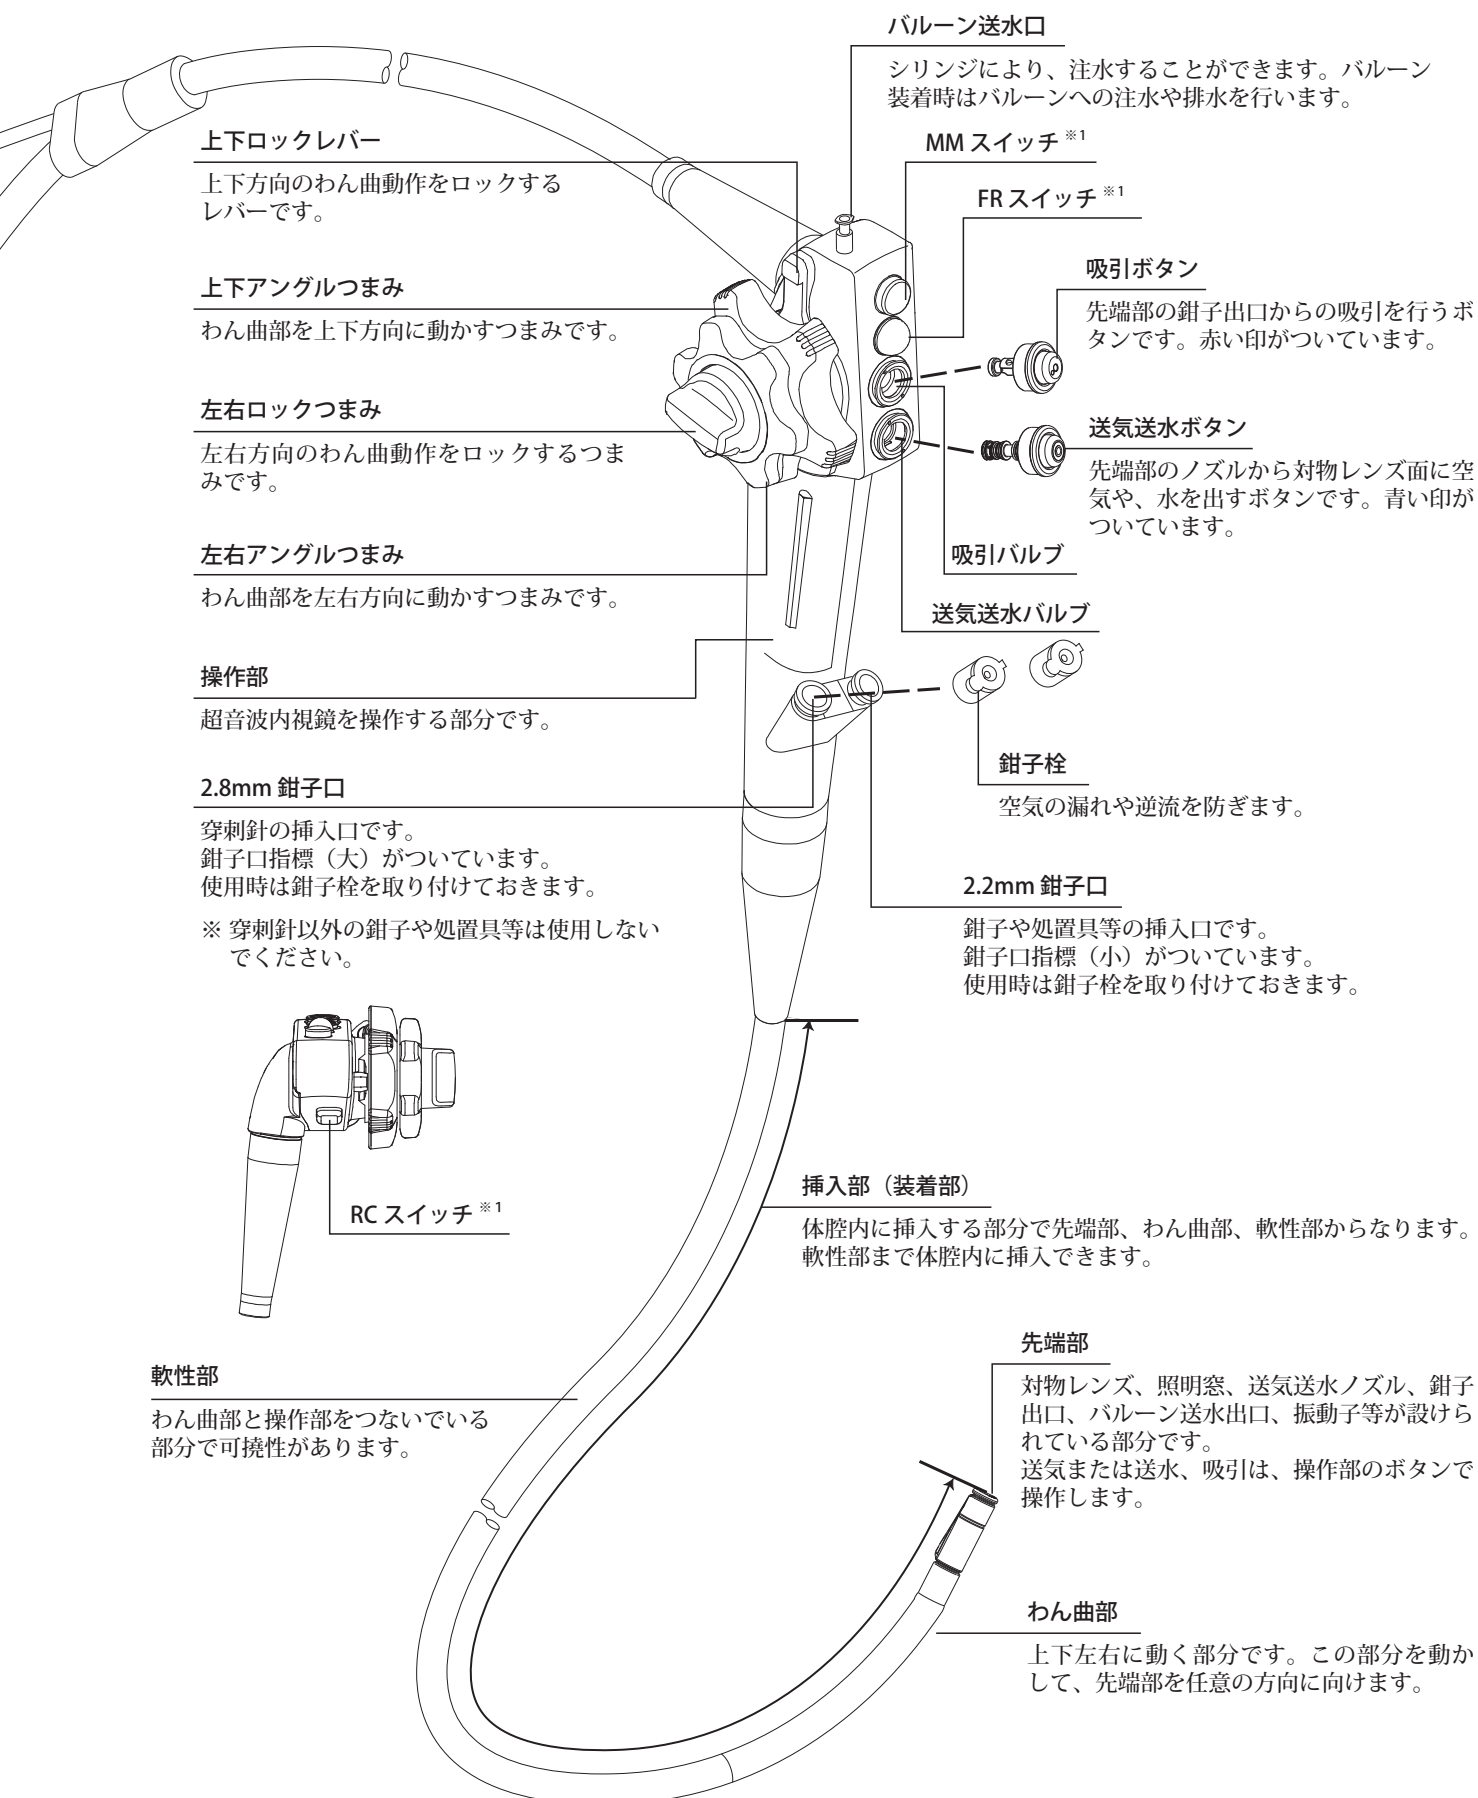 バルーン送水口
シリンジにより、注水することができます。バルーン
装着時はバルーンへの注水や排水を行います。
上下ロックレバー
上下方向のわん曲動作をロックする
レバーです。
MM スイッチ ※1
FR スイッチ ※1
上下アングルつまみ
わん曲部を上下方向に動かすつまみです。
吸引ボタン
先端部の鉗子出口からの吸引を行うボ
タンです。赤い印がついています。
左右ロックつまみ
左右方向のわん曲動作をロックするつま
みです。
送気送水ボタン
先端部のノズルから対物レンズ面に空
気や、水を出すボタンです。青い印が
ついています。
左右アングルつまみ
わん曲部を左右方向に動かすつまみです。
吸引バルブ
送気送水バルブ
操作部
超音波内視鏡を操作する部分です。
鉗子栓
空気の漏れや逆流を防ぎます。
2.8mm 鉗子口
穿刺針の挿入口です。
鉗子口指標（大）がついています。
使用時は鉗子栓を取り付けておきます。
※ 穿刺針以外の鉗子や処置具等は使用しない
でください。
2.2mm 鉗子口
鉗子や処置具等の挿入口です。
鉗子口指標（小）がついています。
使用時は鉗子栓を取り付けておきます。
RC スイッチ ※1
挿入部（装着部）
体腔内に挿入する部分で先端部、わん曲部、軟性部からなります。
軟性部まで体腔内に挿入できます。
軟性部
わん曲部と操作部をつないでいる
部分で可撓性があります。
先端部
対物レンズ、照明窓、送気送水ノズル、鉗子
出口、バルーン送水出口、振動子等が設けら
れている部分です。
送気または送水、吸引は、操作部のボタンで
操作します。
わん曲部
上下左右に動く部分です。この部分を動か
して、先端部を任意の方向に向けます。